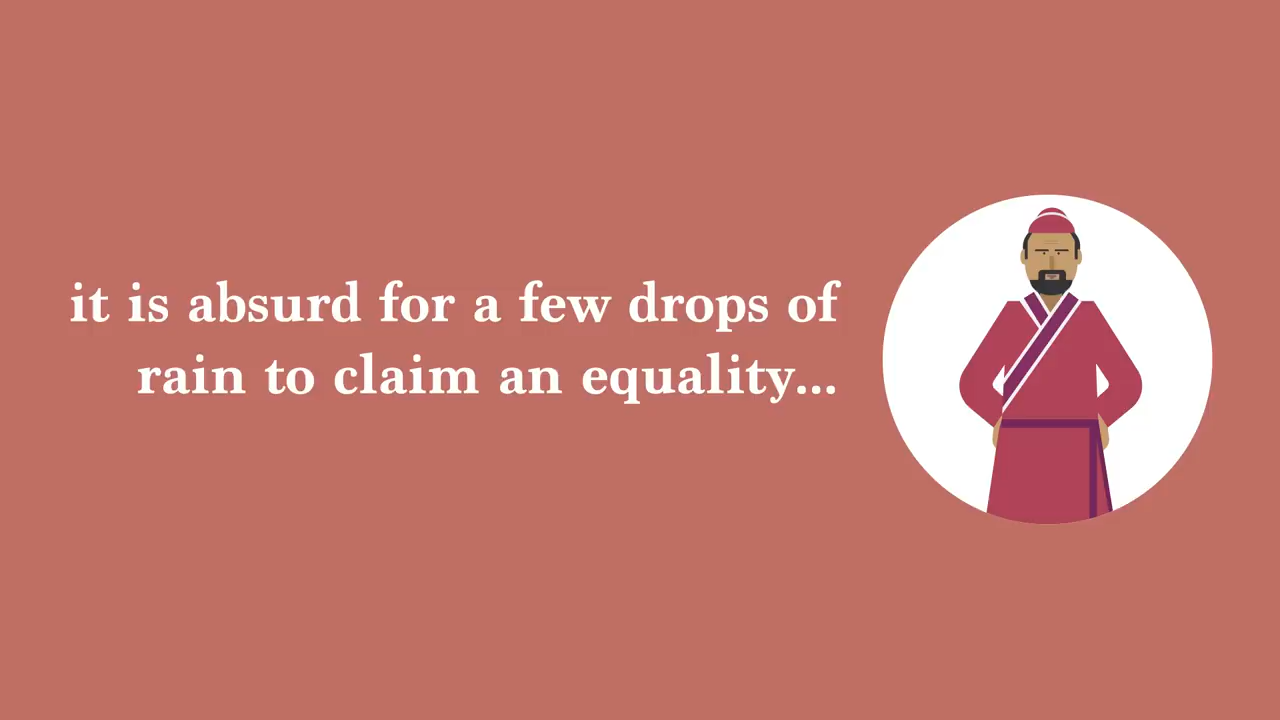 it is absurd for a few drops of
rain to claim an equality...